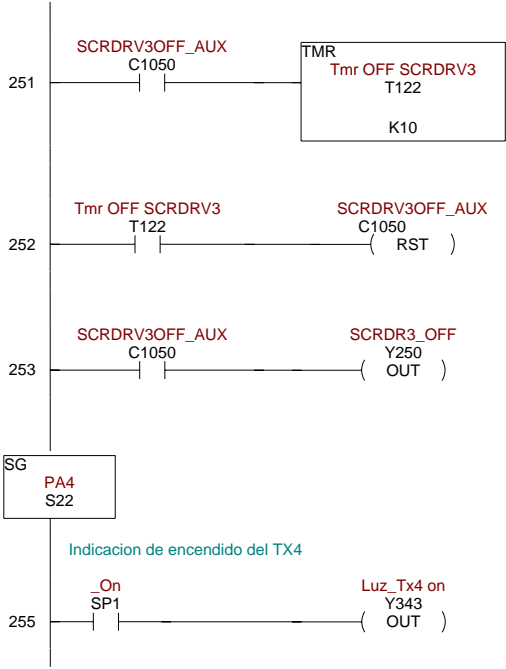 SCRDRV3OFF_AUX
C1050
251
TMR
Tmr OFF SCRDRV3
T122
K10
Tmr OFF SCRDRV3
T122
252
SCRDRV3OFF_AUX
C1050
RST
SCRDRV3OFF_AUX
C1050
253
SCRDR3_OFF
Y250
OUT
SG
PA4
S22
Indicacion de encendido del TX4
_On
SP1
255
Luz_Tx4 on
Y343
OUT